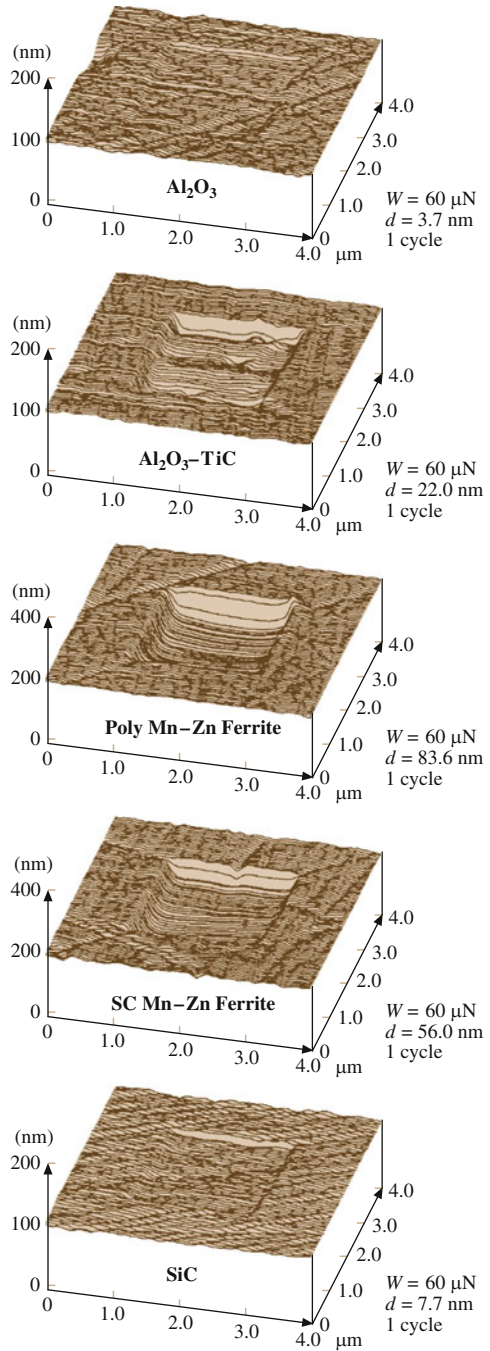 (nm)
200
100
0
Al₂O₃
0
1.0
2.0
3.0
4.0 μm
0
1.0
2.0
3.0
4.0
W = 60 μN
d = 3.7 nm
1 cycle
(nm)
200
100
0
Al₂O₃–TiC
0
1.0
2.0
3.0
4.0 μm
0
1.0
2.0
3.0
4.0
W = 60 μN
d = 22.0 nm
1 cycle
(nm)
400
200
0
Poly Mn–Zn Ferrite
0
1.0
2.0
3.0
4.0 μm
0
1.0
2.0
3.0
4.0
W = 60 μN
d = 83.6 nm
1 cycle
(nm)
400
200
0
SC Mn–Zn Ferrite
0
1.0
2.0
3.0
4.0 μm
0
1.0
2.0
3.0
4.0
W = 60 μN
d = 56.0 nm
1 cycle
(nm)
200
100
0
SiC
0
1.0
2.0
3.0
4.0 μm
0
1.0
2.0
3.0
4.0
W = 60 μN
d = 7.7 nm
1 cycle